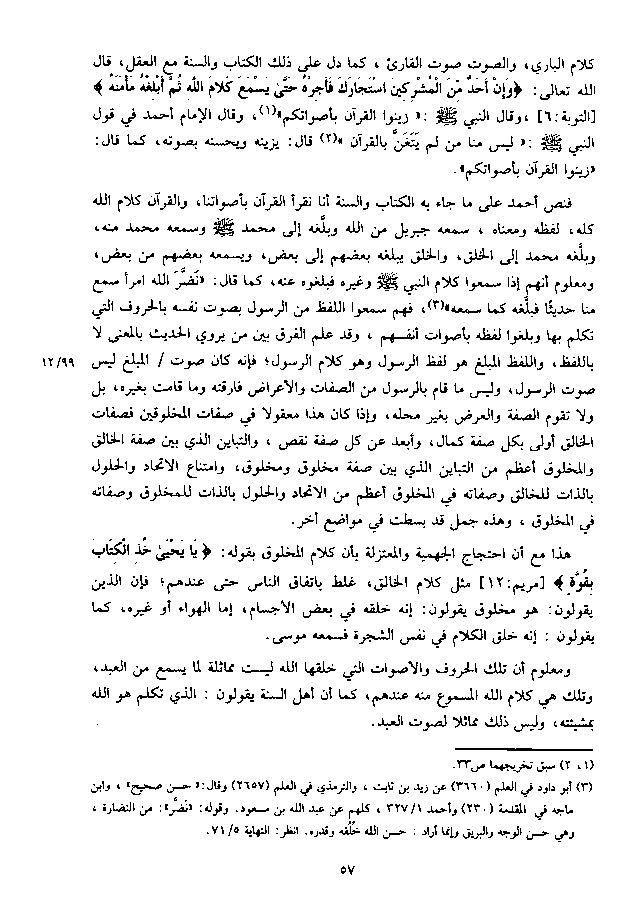 كلام الباري، والصوت صوت القارئ ، كما دل على ذلك الكتاب والسنة مع العقل، قال
الله تعالى: ﴿وَإِنْ أَحَدٌ مِّنَ الْمُشْرِكِينَ اسْتَجَارَكَ فَأَجِرْهُ حَتَّىٰ يَسْمَعَ كَلَامَ اللَّهِ ثُمَّ أَبْلِغْهُ مَأْمَنَهُ﴾
[التوبة:٦] ،وقال النبي ﷺ :« زينوا القرآن بأصواتكم»(١)، وقال الإمام أحمد في قول
النبي ﷺ :« ليس منا من لم يَتَغَنَّ بالقرآن »(٢) قال: يزينه ويحسنه بصوته، كما قال:
«زينوا القرآن بأصواتكم».
فنص أحمد على ما جاء به الكتاب والسنة أنا نقرأ القرآن بأصواتنا، والقرآن كلام الله
كله، لفظه ومعناه ، سمعه جبريل من الله وبلَّغه إلى محمد ﷺ وسمعه محمد منه،
وبلَّغه محمد إلى الخلق، والخلق يبلغه بعضهم إلى بعض، ويسمعه بعضهم من بعض،
ومعلوم أنهم إذا سمعوا كلام النبي ﷺ وغيره فبلغوه عنه، كما قال: «نَضَّرَ الله امرأ سمع
منا حديثًا فبلَّغه كما سمعه»(٣)، فهم سمعوا اللفظ من الرسول بصوت نفسه بالحروف التي
تكلم بها وبلغوا لفظه بأصوات أنفسهم ، وقد علم الفرق بين من يروي الحديث بالمعنى لا
باللفظ، واللفظ المبلغ هو لفظ الرسول وهو كلام الرسول؛ فإنه كان صوت / المبلغ ليس ١٢/٩٩
صوت الرسول، وليس ما قام بالرسول من الصفات والأعراض فارقته وما قامت بغيره، بل
ولا تقوم الصفة والعرض بغير محله، وإذا كان هذا معقولا في صفات المخلوقين فصفات
الخالق أولى بكل صفة كمال، وأبعد عن كل صفة نقص ، والتباين الذي بين صفة الخالق
والمخلوق أعظم من التباين الذي بين صفة مخلوق ومخلوق، وامتناع الاتحاد والحلول
بالذات للخالق وصفاته في المخلوق أعظم من الاتحاد والحلول بالذات للمخلوق وصفاته
في المخلوق ، وهذه جمل قد بسطت في مواضع أخر.
هذا مع أن احتجاج الجهمية والمعتزلة بأن كلام المخلوق بقوله: ﴿ يَا يَحْيَىٰ خُذِ الْكِتَابَ
بِقُوَّةٍ ﴾ [مريم:١٢] مثل كلام الخالق، غلط باتفاق الناس حتى عندهم؛ فإن الذين
يقولون: هو مخلوق يقولون: إنه خلقه في بعض الأجسام، إما الهواء أو غيره، كما
يقولون : إنه خلق الكلام في نفس الشجرة فسمعه موسى.
ومعلوم أن تلك الحروف والأصوات التي خلقها الله ليست مماثلة لما يسمع من العبد،
وتلك هي كلام الله المسموع منه عندهم، كما أن أهل السنة يقولون : الذي تكلم هو الله
بمشيئته، وليس ذلك مماثلا لصوت العبد.
(١، ٢) سبق تخريجهما ص٣٣.
(٣) أبو داود في العلم (٣٦٦٠) عن زيد بن ثابت ، والترمذي في العلم (٢٦٥٧) وقال:« حسن صحيح» ، وابن
ماجه في المقدمة (٢٣٠) وأحمد ٣٢٧/١ ، كلهم عن عبد الله بن مسعود. وقوله: «نَضَّر»: من النضارة ،
وهي حسن الوجه والبريق وإنما أراد : حسن الله خُلُقه وقدره. انظر: النهاية ٧١/٥.
٥٧